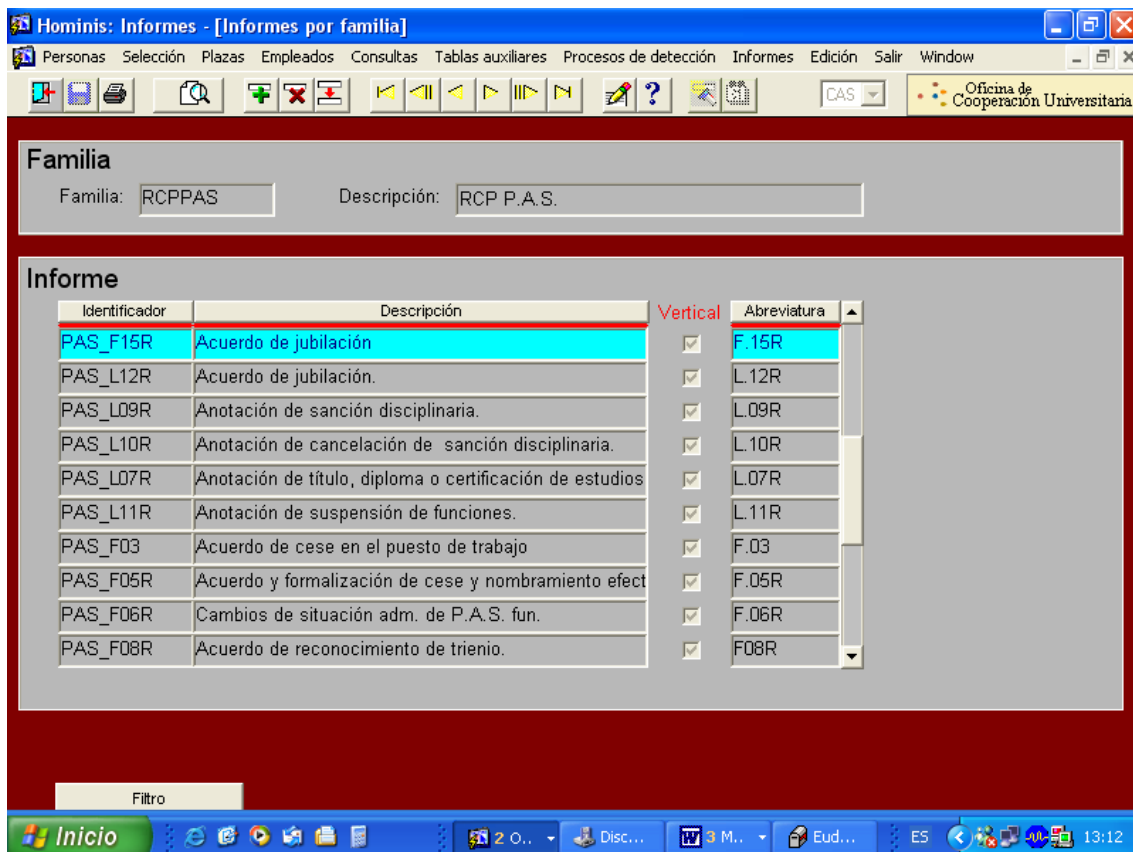 Hominis: Informes - [Informes por familia]
Personas Selección Plazas Empleados Consultas Tablas auxiliares Procesos de detección Informes Edición Salir Window
CAS
Oficina de
Cooperación Universitaria
Familia
Familia: RCPPAS Descripción: RCP P.A.S.
Informe
Identificador Descripción Vertical Abreviatura
PAS_F15R Acuerdo de jubilación F.15R
PAS_L12R Acuerdo de jubilación. L.12R
PAS_L09R Anotación de sanción disciplinaria. L.09R
PAS_L10R Anotación de cancelación de  sanción disciplinaria. L.10R
PAS_L07R Anotación de título, diploma o certificación de estudios L.07R
PAS_L11R Anotación de suspensión de funciones. L.11R
PAS_F03 Acuerdo de cese en el puesto de trabajo F.03
PAS_F05R Acuerdo y formalización de cese y nombramiento efect F.05R
PAS_F06R Cambios de situación adm. de P.A.S. fun. F.06R
PAS_F08R Acuerdo de reconocimiento de trienio. F08R
Filtro
Inicio 2 O.. Disc... 3 M.. Eud... ES 13:12